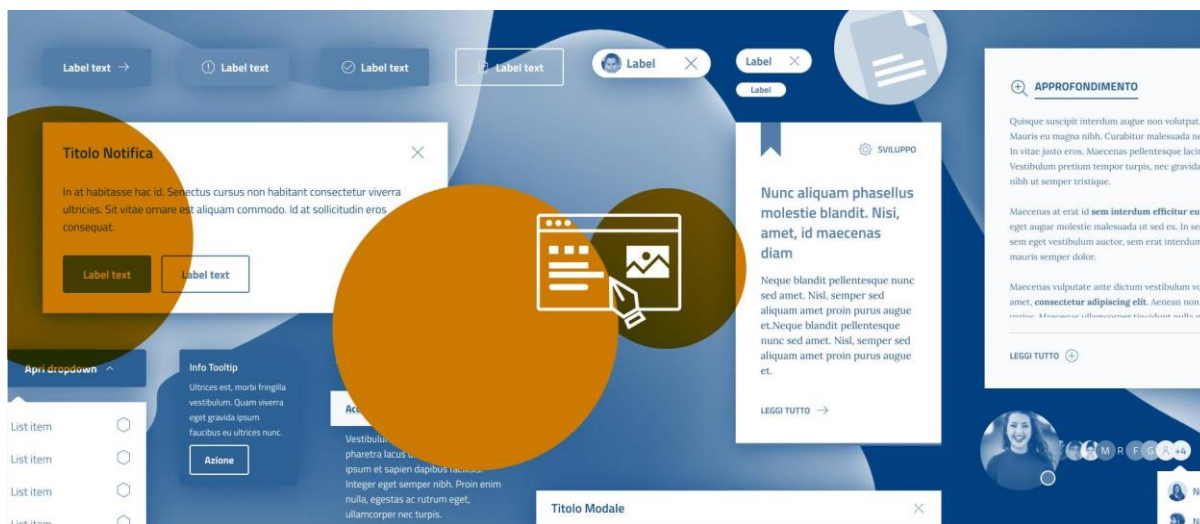 Label text
Label text
Label text
Label text
Label
Label
Label
Titolo Notifica
In at habitasse hac id. Senectus cursus non habitant consectetur viverra
ultricies. Sit vitae ornare est aliquam commodo. Id at sollicitudin eros
consequat.
Label text
Label text
SVILUPPO
Nunc aliquam phasellus
molestie blandit. Nisi,
amet, id maecenas
diam
Neque blandit pellentesque nunc
sed amet. Nisl, semper sed
aliquam amet proin purus augue
et.Neque blandit pellentesque
nunc sed amet. Nisl, semper sed
aliquam amet proin purus augue
et.
LEGGI TUTTO
APPROFONDIMENTO
Quisque suscipit interdum augue non volutpat.
Mauris eu magna nibh. Curabitur malesuada ne
In vitae justo eros. Maecenas pellentesque lacin
Vestibulum pretium tempor turpis, nec gravida
nibh ut semper tristique.
Maecenas at erat id sem interdum efficitur eu
eget augue molestie malesuada ut sed ex. In se
sem eget vestibulum auctor, sem erat interdum
mauris semper dolor.
Maecenas vulputate ante dictum vestibulum vo
amet, consectetur adipiscing elit. Aenean non
varius. Maecenas ullamcorper tincidunt nulla
LEGGI TUTTO
Apri dropdown
List item
List item
List item
List item
Info Tooltip
Ultrices est, morbi fringilla
vestibulum. Quam viverra
eget gravida ipsum
faucibus eu ultrices nunc.
Azione
Vestibulum
pharetra lacus
ipsum et sapien dapibus facilisis.
Integer eget semper nibh. Proin enim
nulla, egestas ac rutrum eget,
ullamcorper nec turpis.
Titolo Modale
M R F G +4